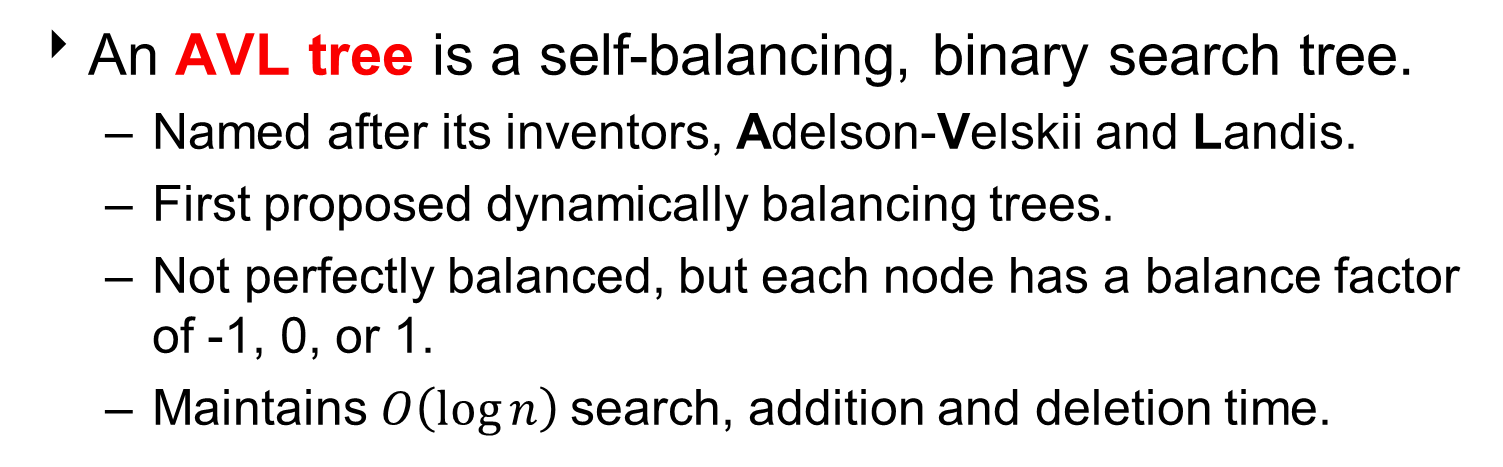 ‣ An AVL tree is a self-balancing, binary search tree.
– Named after its inventors, Adelson-Velskii and Landis.
– First proposed dynamically balancing trees.
– Not perfectly balanced, but each node has a balance factor
of -1, 0, or 1.
– Maintains O(log n) search, addition and deletion time.